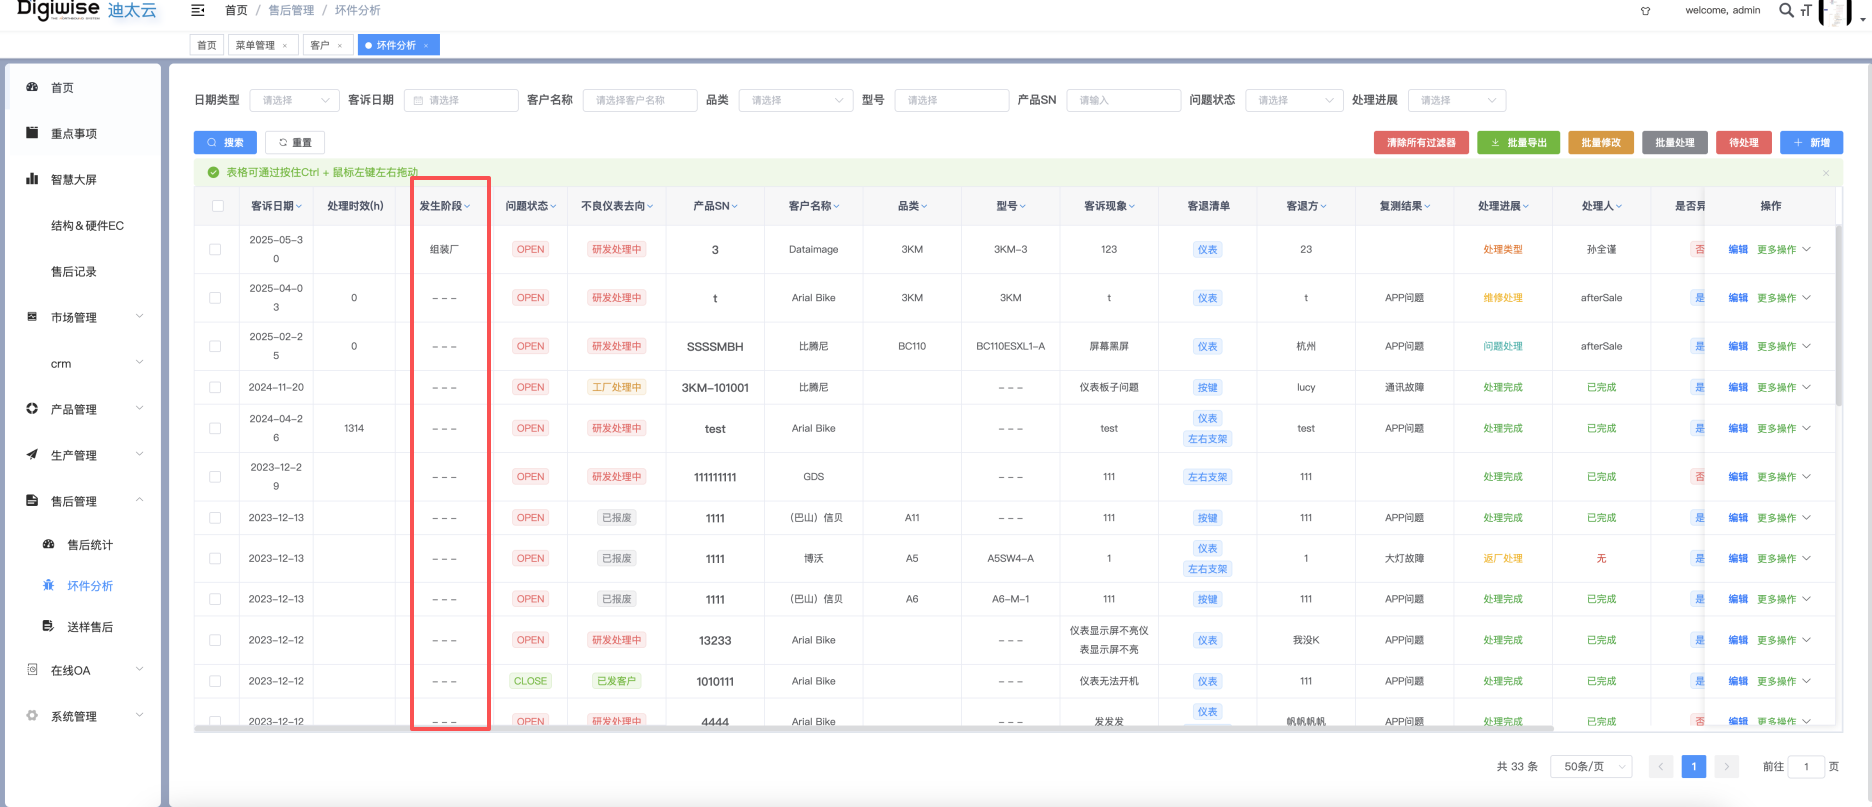 Digiwise 迪太云
首页 / 售后管理 / 坏件分析
welcome, admin
首页 菜单管理 × 客户 × 坏件分析 ×
首页
重点事项
智慧大屏
结构&硬件EC
售后记录
市场管理
crm
产品管理
生产管理
售后管理
售后统计
坏件分析
送样售后
在线OA
系统管理
日期类型 请选择 客诉日期 请选择 客户名称 请选择客户名称 品类 请选择 型号 请选择 产品SN 请输入 问题状态 请选择 处理进展 请选择
搜索 重置 清除所有过滤器 批量导出 批量修改 批量处理 待处理 + 新增
表格可通过按住Ctrl + 鼠标左键左右拖动
客诉日期 处理时效(h) 发生阶段 问题状态 不良仪表去向 产品SN 客户名称 品类 型号 客诉现象 客退清单 客退方 复测结果 处理进展 处理人 是否异 操作
2025-05-30 组装厂 OPEN 研发处理中 3 Dataimage 3KM 3KM-3 123 仪表 23 处理类型 孙全谨 否 编辑 更多操作
2025-04-03 0 --- OPEN 研发处理中 t Arial Bike 3KM 3KM t 仪表 t APP问题 维修处理 afterSale 是 编辑 更多操作
2025-02-25 0 --- OPEN 研发处理中 SSSSMBH 比腾尼 BC110 BC110ESXL1-A 屏幕黑屏 仪表 杭州 APP问题 问题处理 afterSale 是 编辑 更多操作
2024-11-20 --- OPEN 工厂处理中 3KM-101001 比腾尼 --- 仪表板子问题 按键 lucy 通讯故障 处理完成 已完成 是 编辑 更多操作
2024-04-26 1314 --- OPEN 研发处理中 test Arial Bike --- test 仪表 左右支架 test APP问题 处理完成 已完成 是 编辑 更多操作
2023-12-29 --- OPEN 研发处理中 111111111 GDS --- 111 左右支架 111 处理完成 已完成 否 编辑 更多操作
2023-12-13 --- OPEN 已报废 1111 （巴山）信贝 A11 --- 111 按键 111 APP问题 处理完成 已完成 是 编辑 更多操作
2023-12-13 --- OPEN 已报废 1111 博沃 A5 A5SW4-A 1 仪表 左右支架 1 大灯故障 返厂处理 无 是 编辑 更多操作
2023-12-13 --- OPEN 已报废 1111 （巴山）信贝 A6 A6-M-1 111 按键 111 APP问题 处理完成 已完成 是 编辑 更多操作
2023-12-12 --- OPEN 研发处理中 13233 Arial Bike --- 仪表显示屏不亮仪表显示屏不亮 仪表 我没K APP问题 处理完成 已完成 是 编辑 更多操作
2023-12-12 --- CLOSE 已发客户 1010111 Arial Bike --- 仪表无法开机 仪表 111 APP问题 处理完成 已完成 是 编辑 更多操作
2023-12-12 --- OPEN 研发处理中 4444 Arial Bike --- 发发发 仪表 帆帆帆帆 APP问题 处理完成 已完成 否 编辑 更多操作
共 33 条 50条/页 < 1 > 前往 1 页